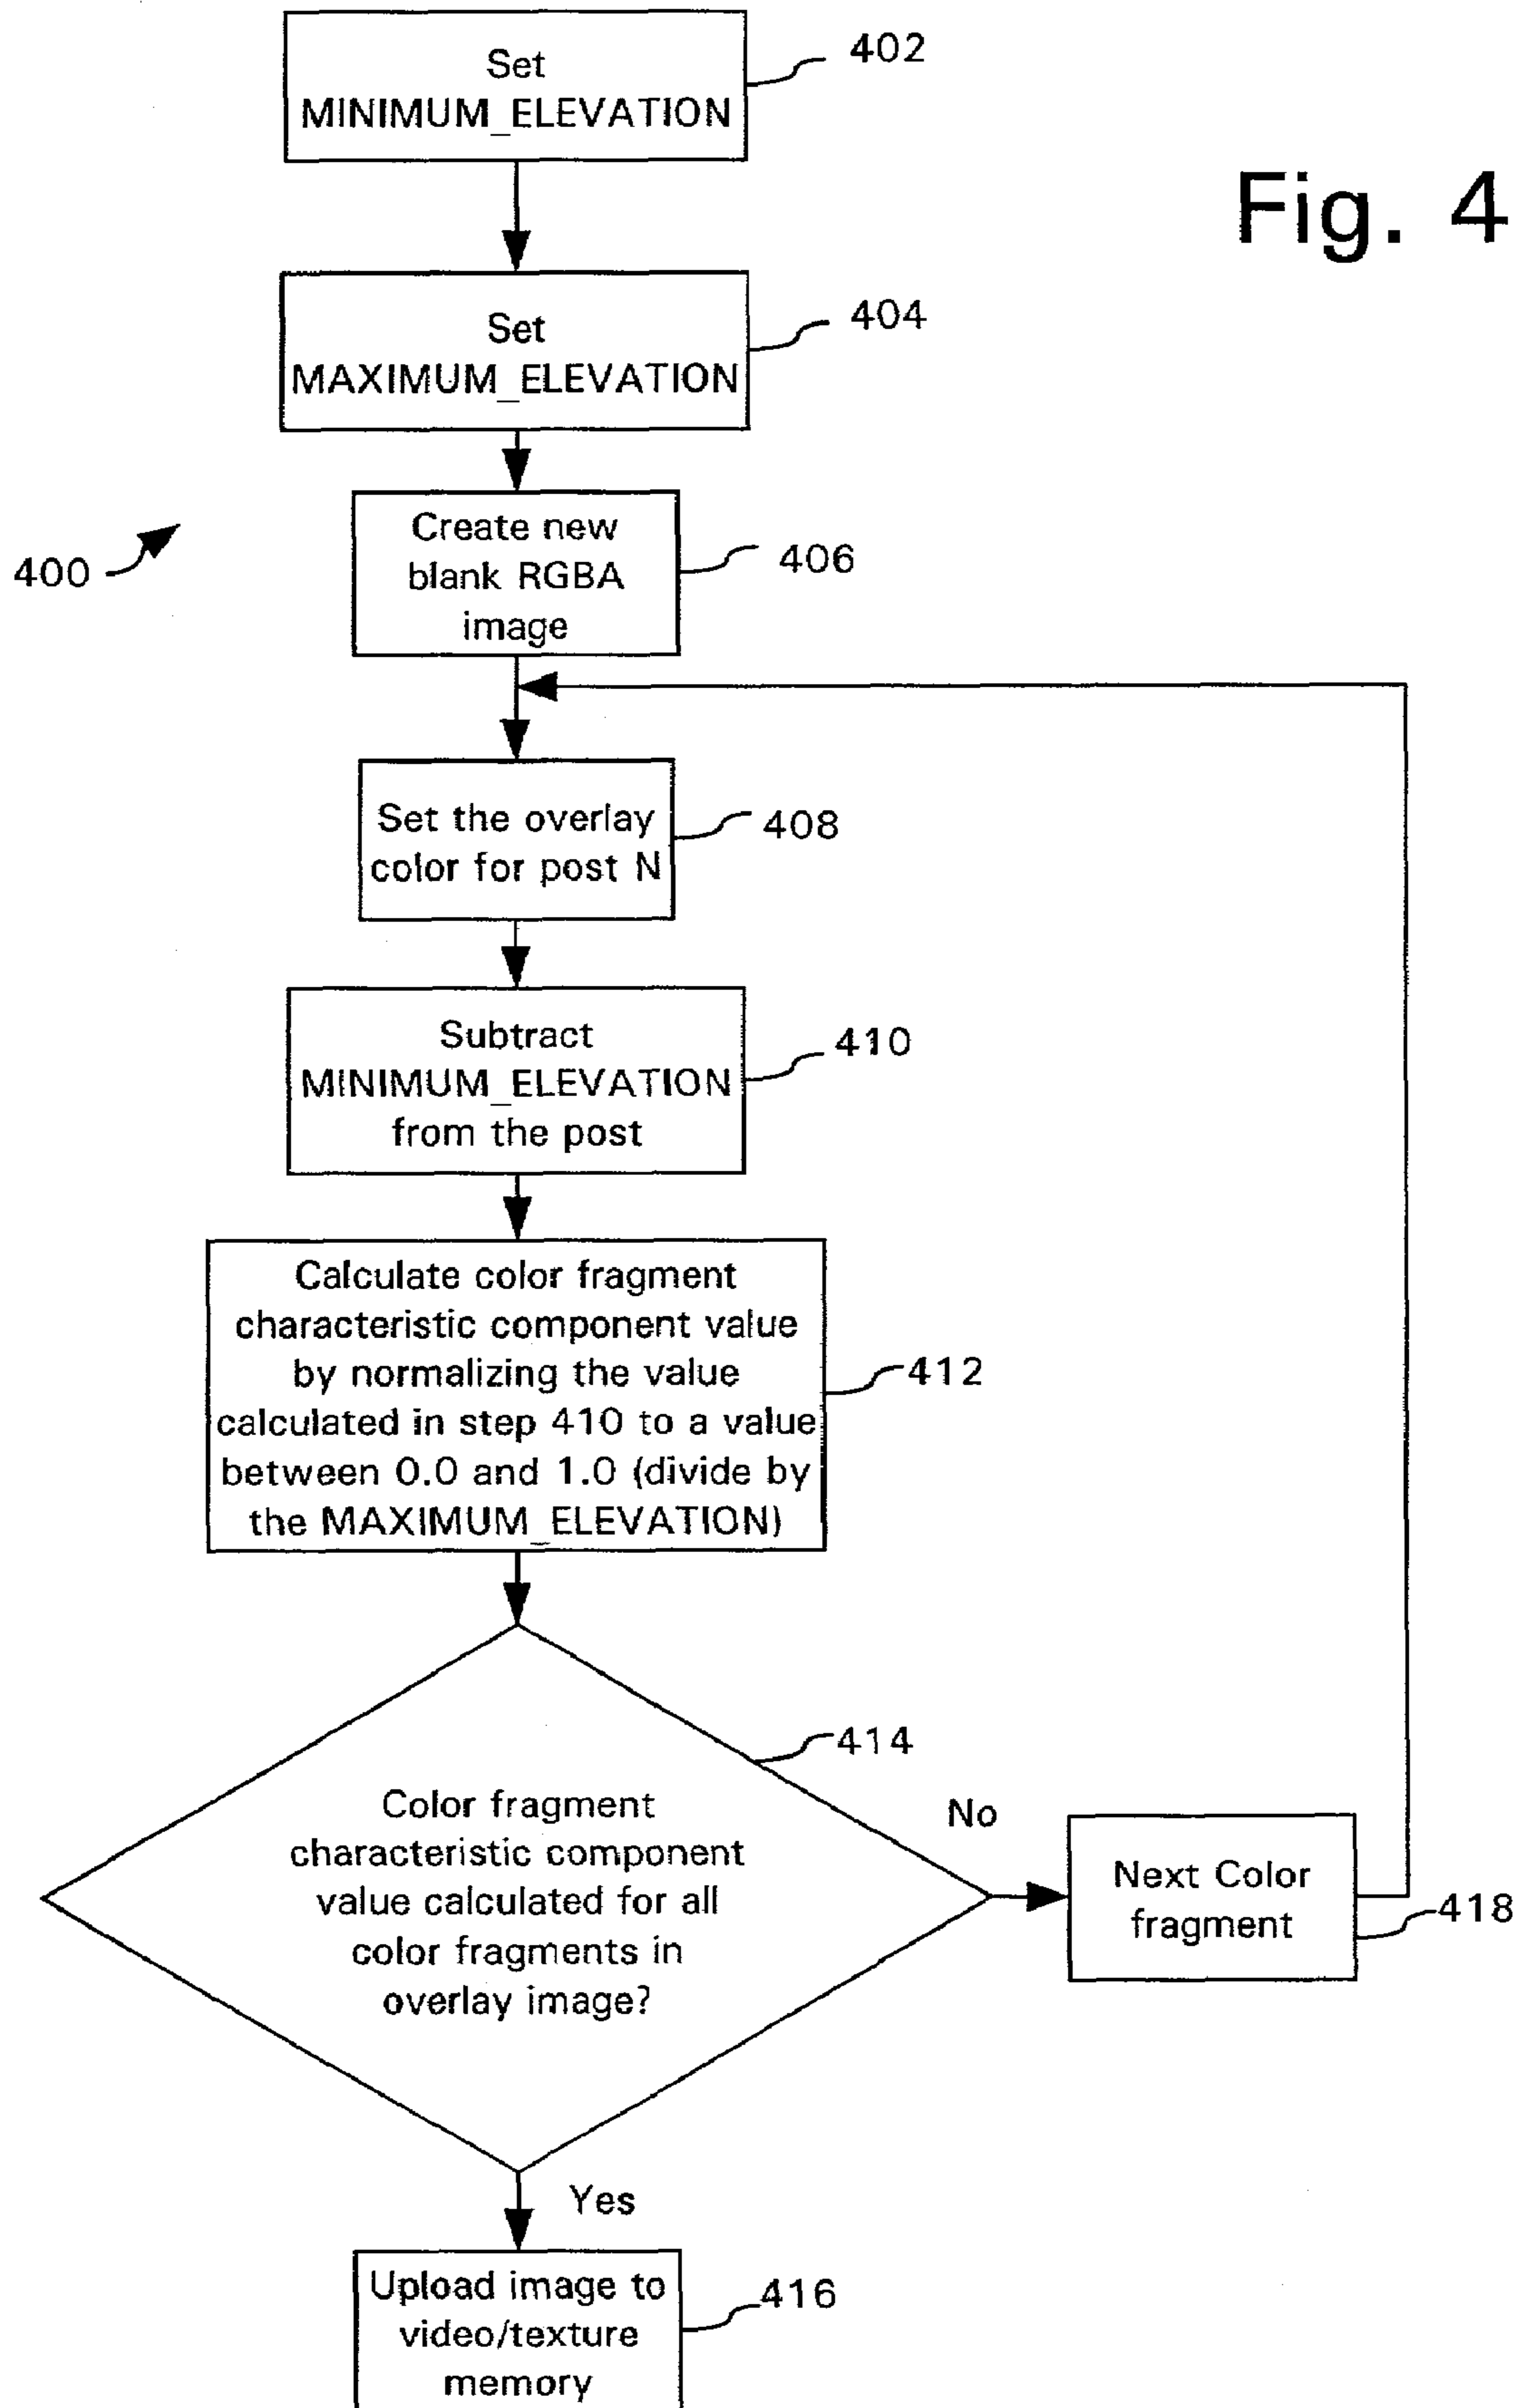 Set
MINIMUM_ELEVATION
402
Fig. 4
Set
MAXIMUM_ELEVATION
404
400
Create new
blank RGBA
image
406
Set the overlay
color for post N
408
Subtract
MINIMUM_ELEVATION
from the post
410
Calculate color fragment
characteristic component value
by normalizing the value
calculated in step 410 to a value
between 0.0 and 1.0 (divide by
the MAXIMUM_ELEVATION)
412
414
Color fragment
characteristic component
value calculated for all
color fragments in
overlay image?
No
Next Color
fragment
418
Yes
Upload image to
video/texture
memory
416